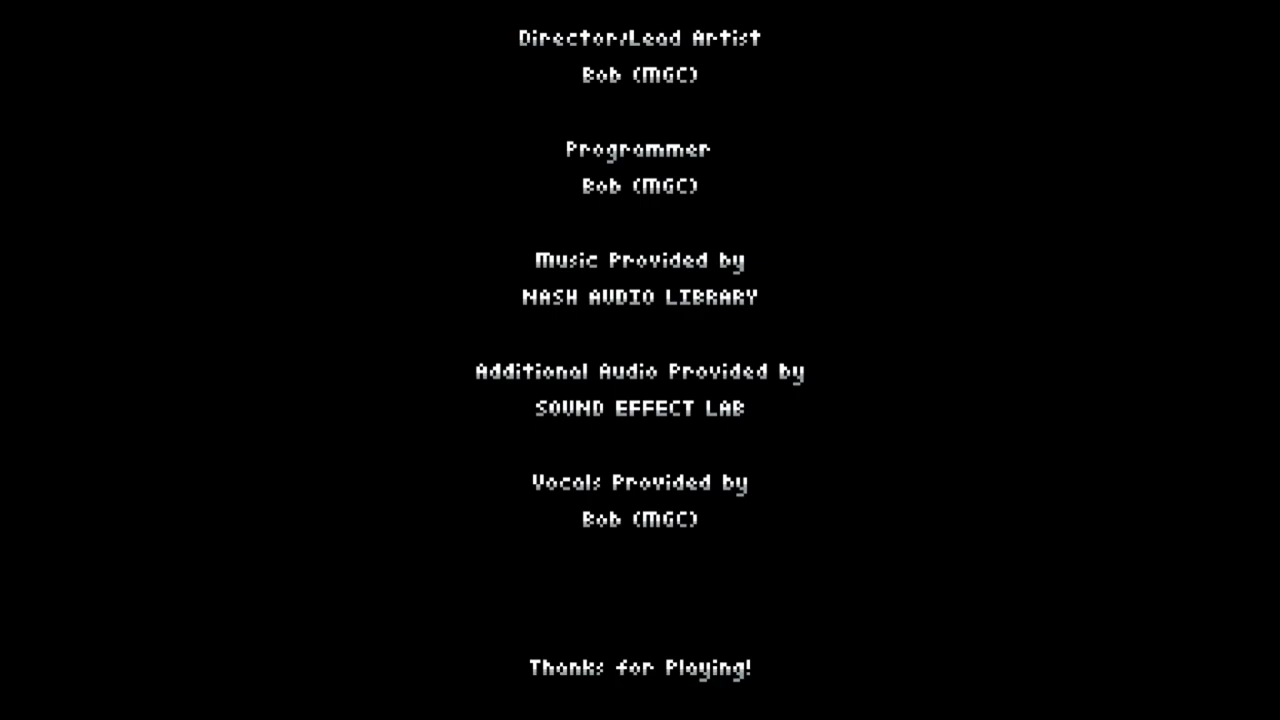 Director/Lead Artist
Bob (MGC)
Programmer
Bob (MGC)
Music Provided by
NASH AUDIO LIBRARY
Additional Audio Provided by
SOUND EFFECT LAB
Vocals Provided by
Bob (MGC)
Thanks for Playing!